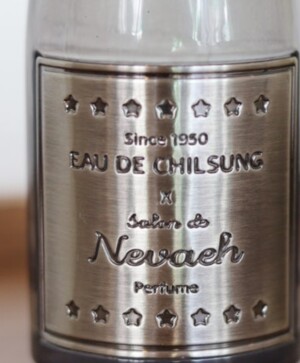 Since 1950
EAU DE CHILSUNG
X
Salon de
Nevaeh
Perfume